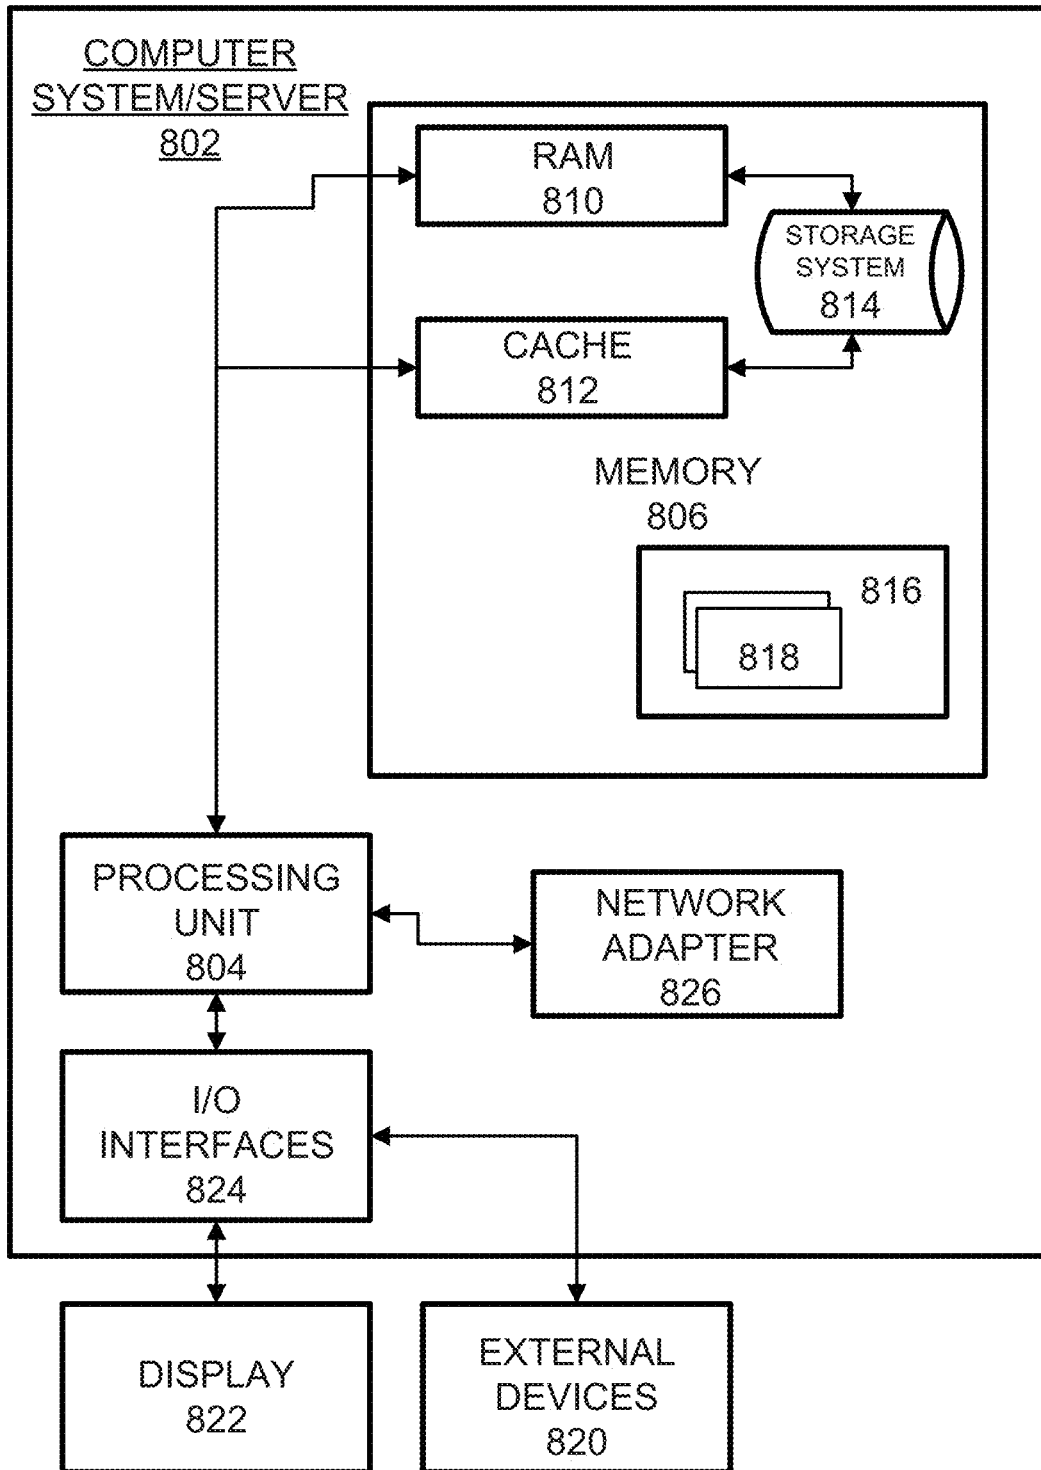 COMPUTER
SYSTEM/SERVER
802
RAM
810
STORAGE
SYSTEM
814
CACHE
812
MEMORY
806
816
818
PROCESSING
UNIT
804
NETWORK
ADAPTER
826
I/O
INTERFACES
824
DISPLAY
822
EXTERNAL
DEVICES
820